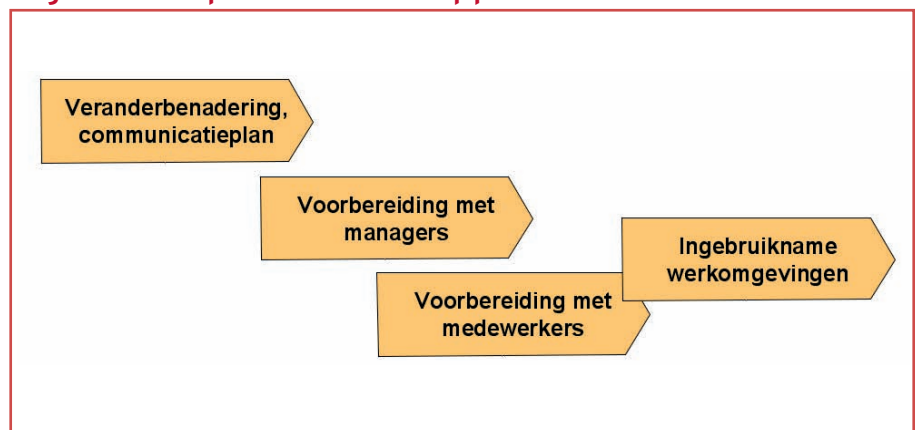 Veranderbenadering,
communicatieplan
Voorbereiding met
managers
Voorbereiding met
medewerkers
Ingebruikname
werkomgevingen